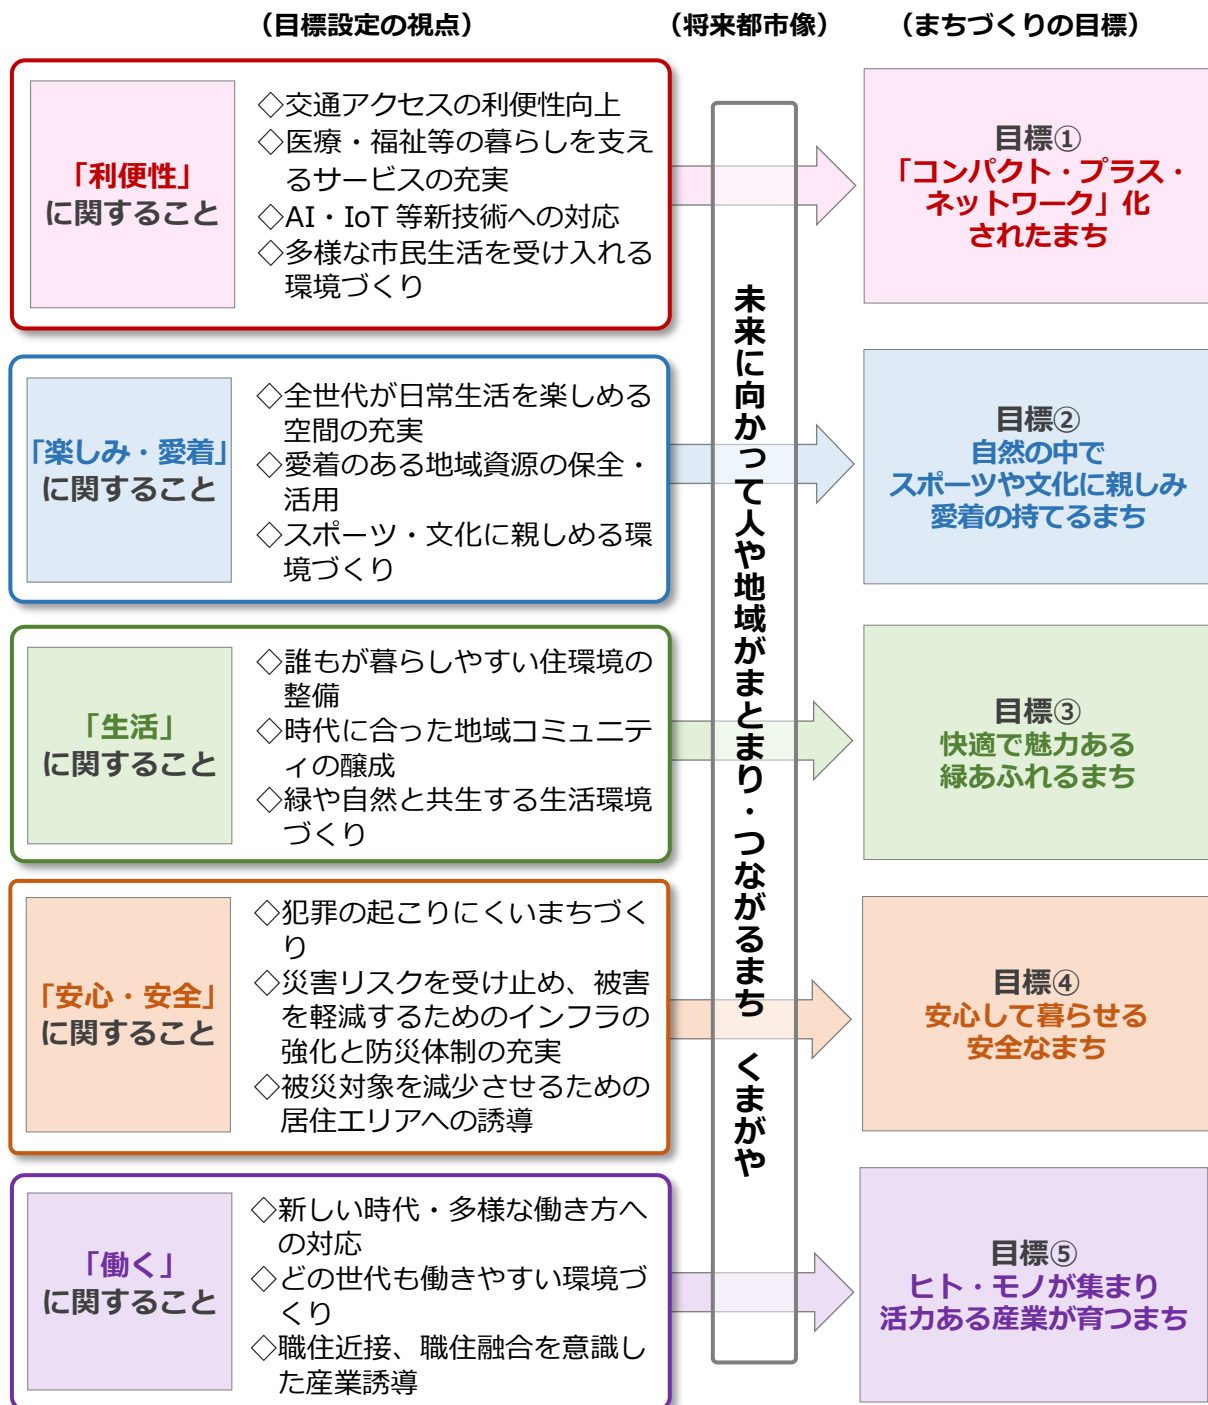 （目標設定の視点）
（将来都市像）
（まちづくりの目標）
「利便性」
に関すること
◇交通アクセスの利便性向上
◇医療・福祉等の暮らしを支え
るサービスの充実
◇AI・IoT 等新技術への対応
◇多様な市民生活を受け入れる
環境づくり
目標①
「コンパクト・プラス・
ネットワーク」化
されたまち
「楽しみ・愛着」
に関すること
◇全世代が日常生活を楽しめる
空間の充実
◇愛着のある地域資源の保全・
活用
◇スポーツ・文化に親しめる環
境づくり
目標②
自然の中で
スポーツや文化に親しみ
愛着の持てるまち
「生活」
に関すること
◇誰もが暮らしやすい住環境の
整備
◇時代に合った地域コミュニテ
ィの醸成
◇緑や自然と共生する生活環境
づくり
目標③
快適で魅力ある
緑あふれるまち
「安心・安全」
に関すること
◇犯罪の起こりにくいまちづく
り
◇災害リスクを受け止め、被害
を軽減するためのインフラの
強化と防災体制の充実
◇被災対象を減少させるための
居住エリアへの誘導
目標④
安心して暮らせる
安全なまち
「働く」
に関すること
◇新しい時代・多様な働き方へ
の対応
◇どの世代も働きやすい環境づ
くり
◇職住近接、職住融合を意識し
た産業誘導
目標⑤
ヒト・モノが集まり
活力ある産業が育つまち
未来に向かって人や地域がまとまり・つながるまち　くまがや